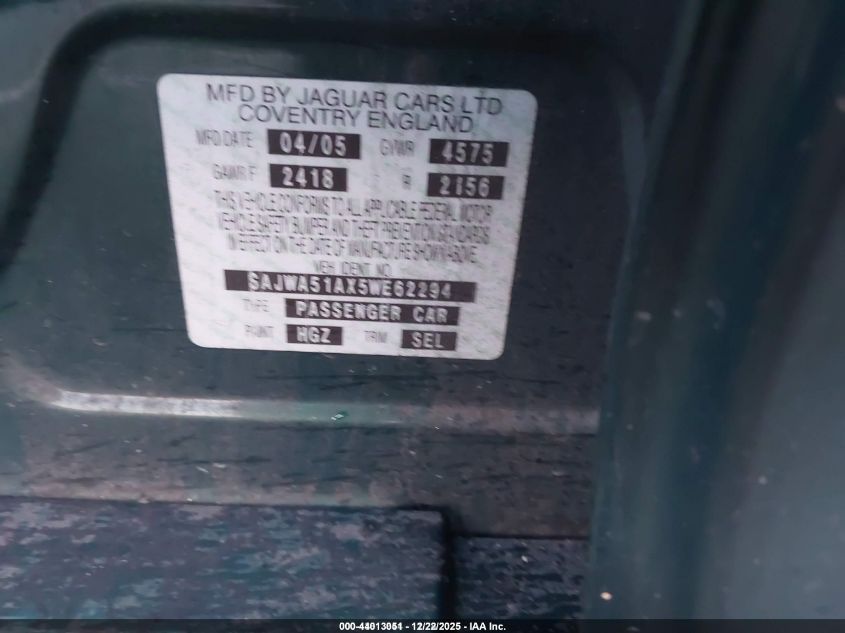 MFD BY JAGUAR CARS LTD
COVENTRY ENGLAND
MFD DATE 04/05 GVWR 4575
GAWR F 2418 R 2156
THIS VEHICLE CONFORMS TO ALL APPLICABLE FEDERAL MOTOR
VEHICLE SAFETY BUMPER AND THEFT PREVENTION STANDARDS
IN EFFECT ON THE DATE OF MANUFACTURE SHOWN ABOVE.
VEH. IDENT NO.
SAJWA51AX5WE62294
TYPE PASSENGER CAR
PAINT HGZ TRIM SEL
000-44013051 - 12/22/2025 - IAA Inc.